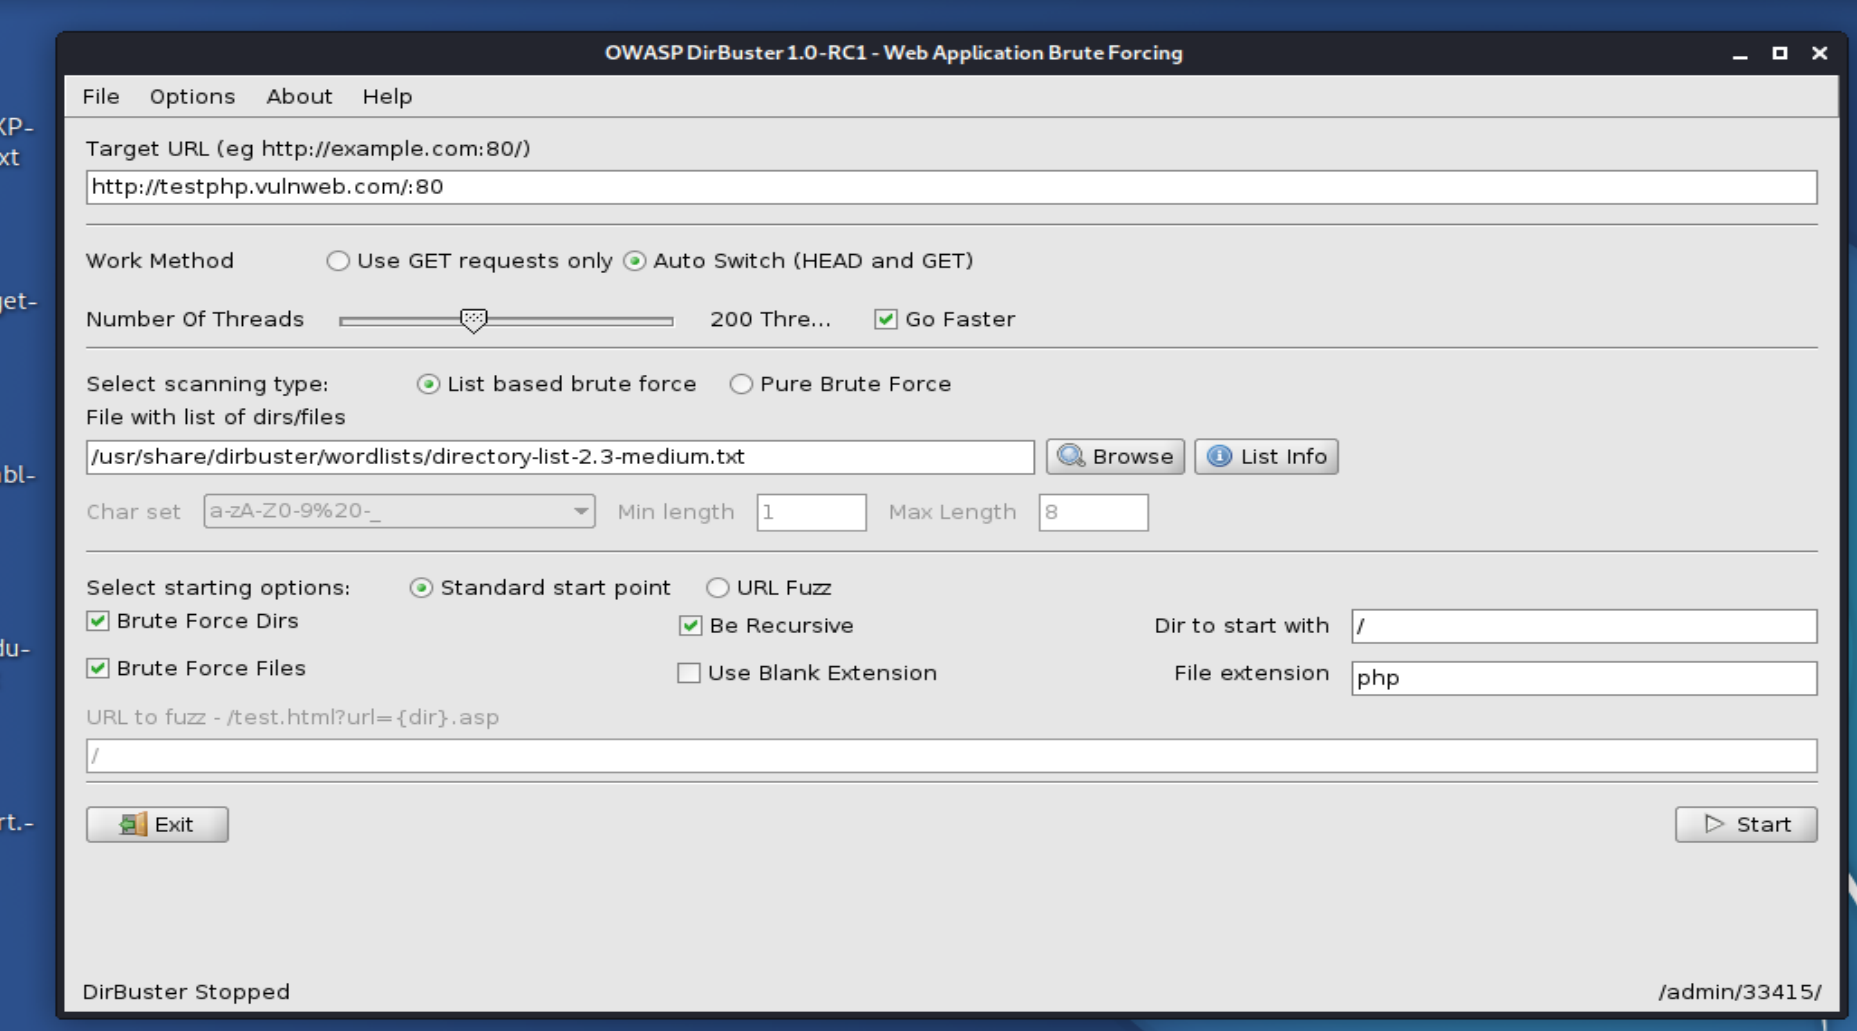 OWASP DirBuster 1.0-RC1 - Web Application Brute Forcing
File Options About Help
XP-
xt
Target URL (eg http://example.com:80/)
http://testphp.vulnweb.com/:80
Work Method Use GET requests only Auto Switch (HEAD and GET)
get-
Number Of Threads 200 Thre... Go Faster
Select scanning type: List based brute force Pure Brute Force
File with list of dirs/files
/usr/share/dirbuster/wordlists/directory-list-2.3-medium.txt Browse List Info
abl-
Char set a-zA-Z0-9%20-_ Min length 1 Max Length 8
Select starting options: Standard start point URL Fuzz
Brute Force Dirs Be Recursive Dir to start with /
Brute Force Files Use Blank Extension File extension php
du-
URL to fuzz - /test.html?url={dir}.asp
/
rt.-
Exit Start
DirBuster Stopped /admin/33415/